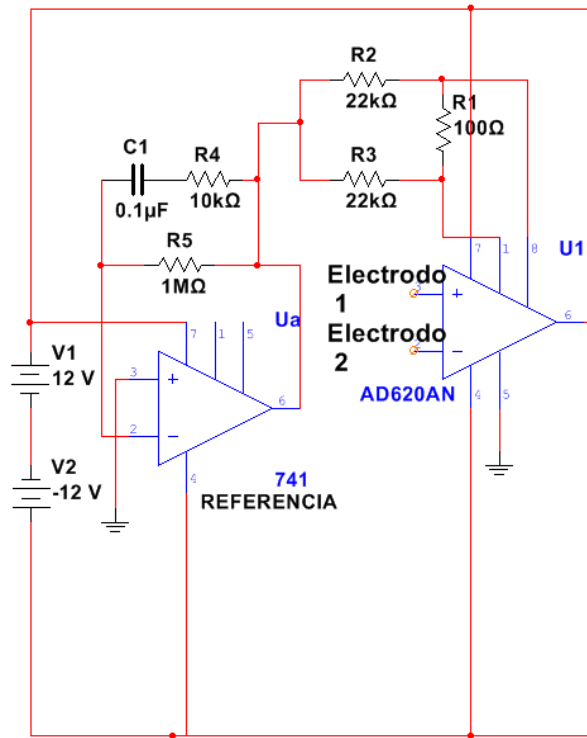 R2
22kΩ
R1
100Ω
C1
0.1µF
R4
10kΩ
R3
22kΩ
R5
1MΩ
7
1
8
U1
Electrodo
1
3
6
Electrodo
2
2
AD620AN
4
5
Ua
7
1
5
V1
12 V
3
6
2
V2
-12 V
4
741
REFERENCIA